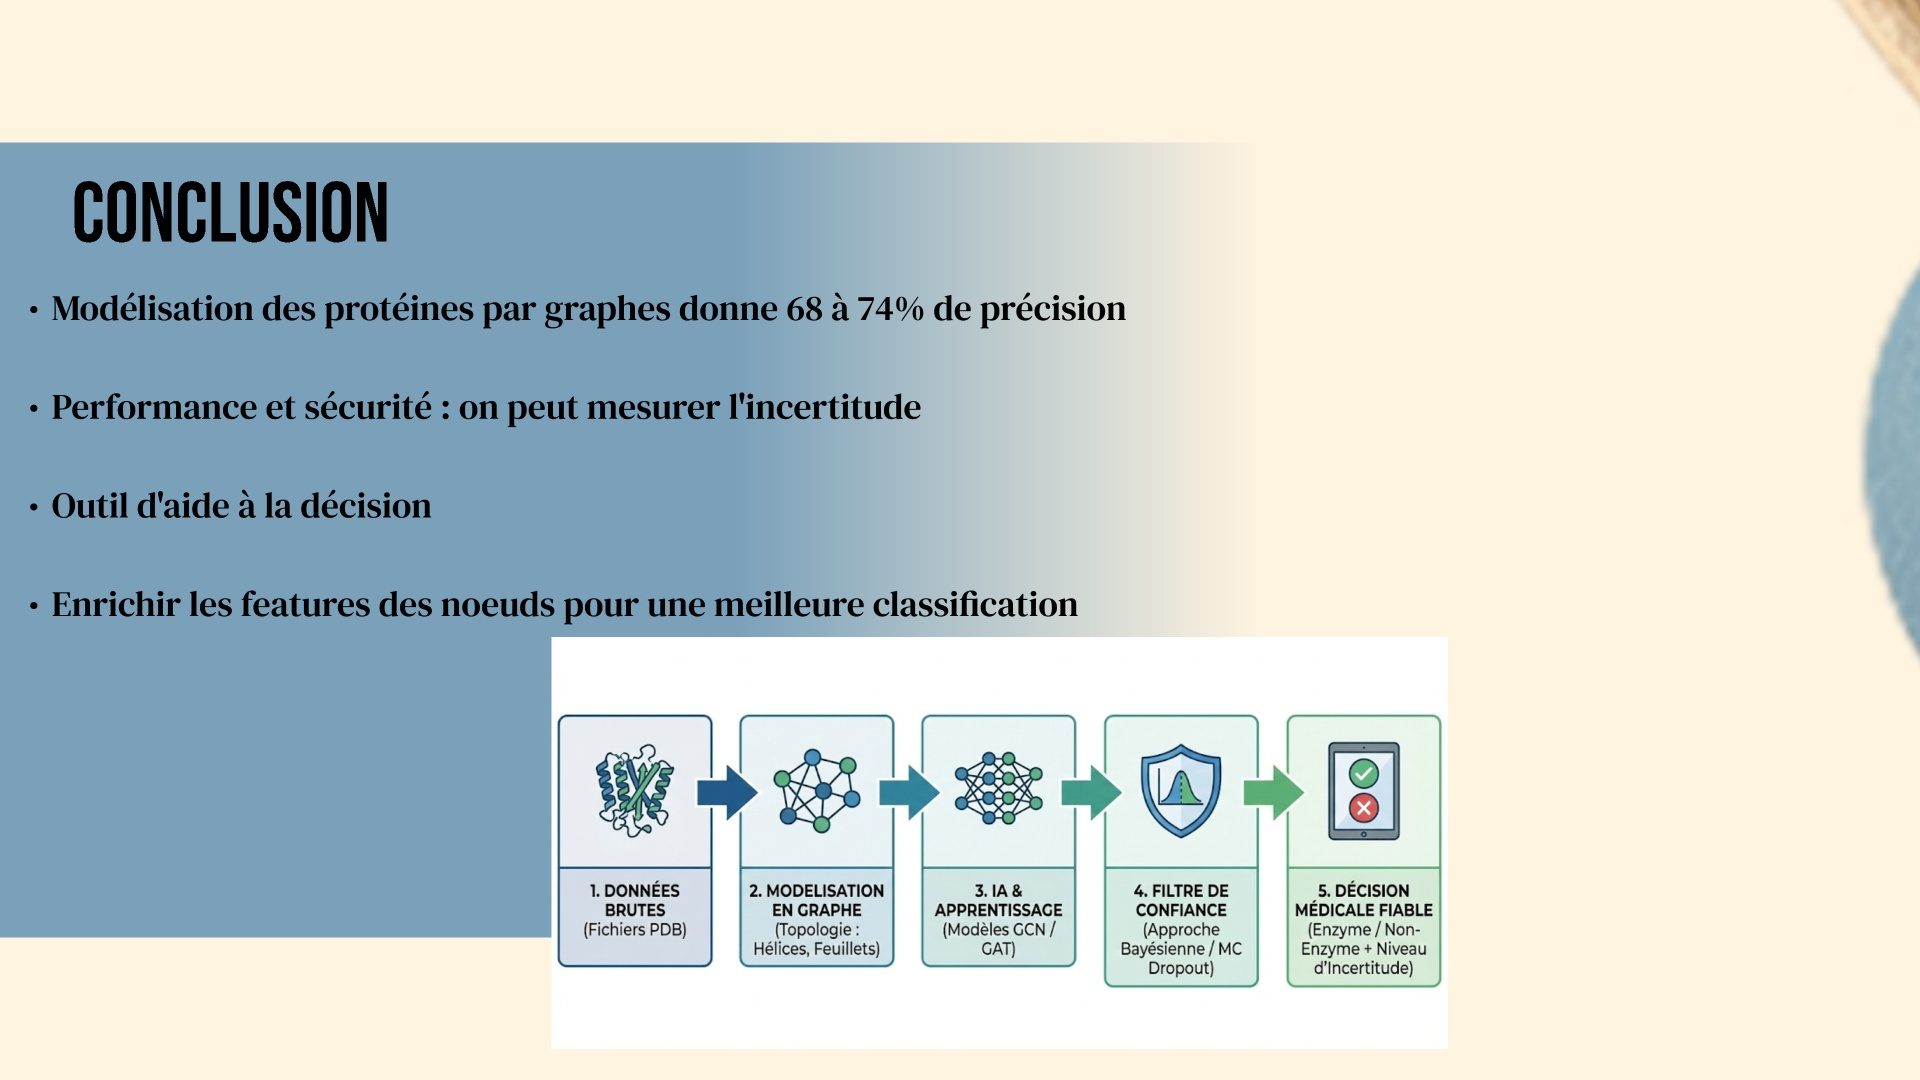 CONCLUSION
• Modélisation des protéines par graphes donne 68 à 74% de précision
• Performance et sécurité : on peut mesurer l'incertitude
• Outil d'aide à la décision
• Enrichir les features des noeuds pour une meilleure classification
1. DONNÉES
BRUTES
(Fichiers PDB)
2. MODELISATION
EN GRAPHE
(Topologie :
Hélices, Feuillets)
3. IA &
APPRENTISSAGE
(Modèles GCN /
GAT)
4. FILTRE DE
CONFIANCE
(Approche
Bayésienne / MC
Dropout)
5. DÉCISION
MÉDICALE FIABLE
(Enzyme / Non-
Enzyme + Niveau
d'Incertitude)